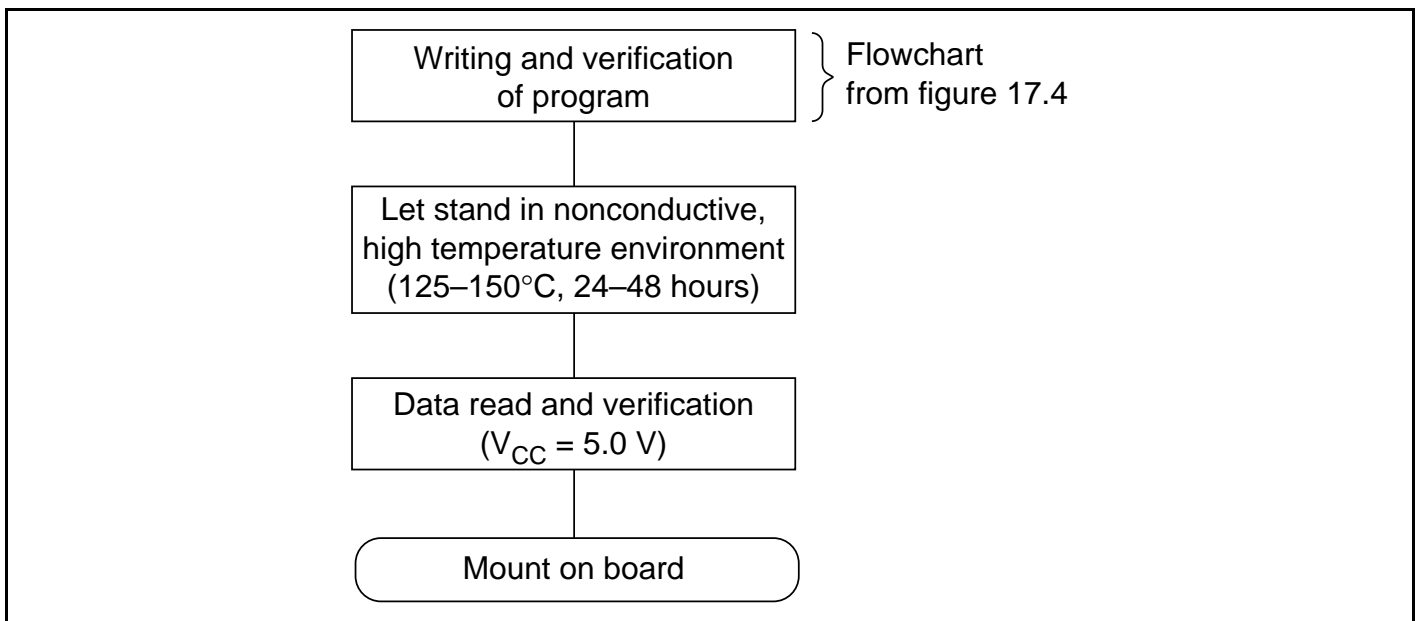 Writing and verification
of program
Flowchart
from figure 17.4
Let stand in nonconductive,
high temperature environment
(125–150°C, 24–48 hours)
Data read and verification
(VCC = 5.0 V)
Mount on board